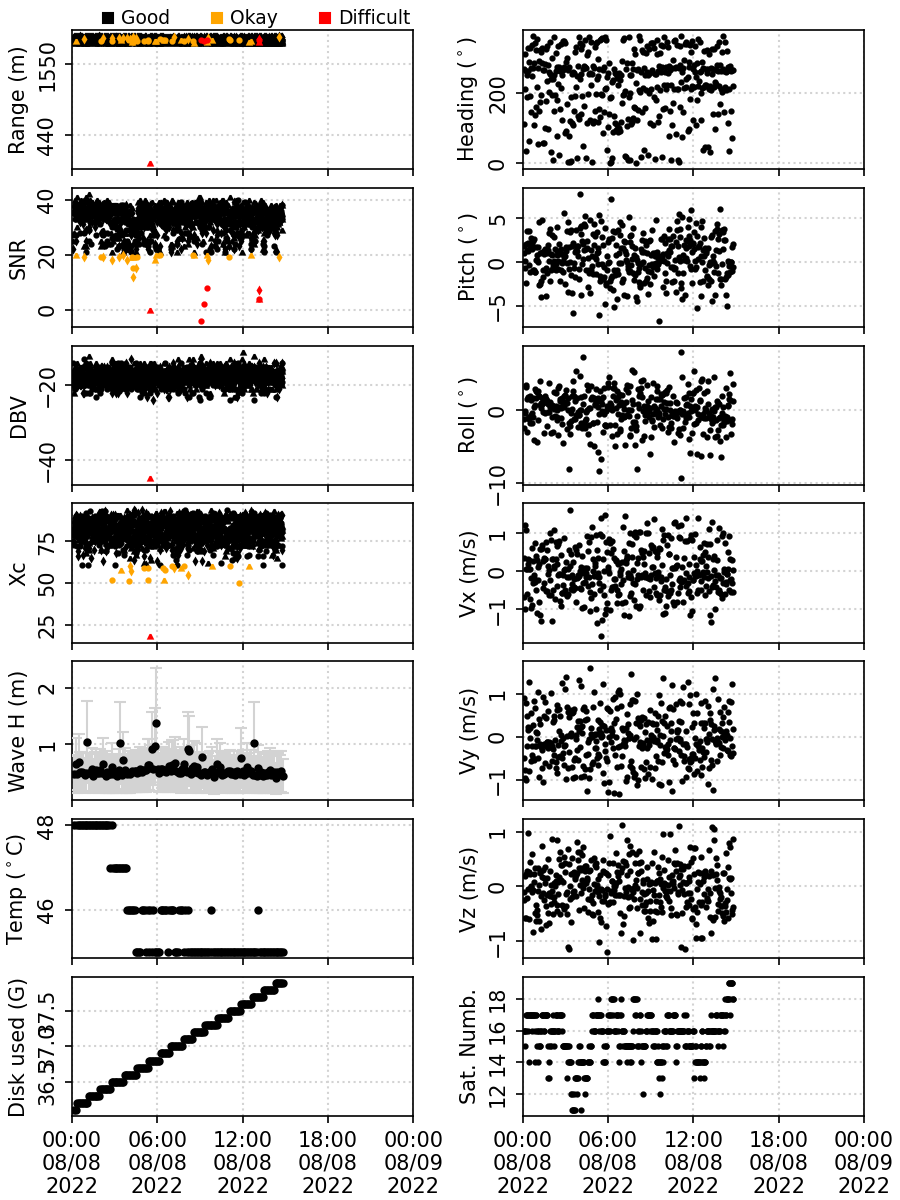 Good Okay Difficult
Range (m)
1550
440
Heading (°)
200
0
SNR
40
20
0
Pitch (°)
5
0
−5
DBV
−20
−40
Roll (°)
0
−10
Xc
75
50
25
Vx (m/s)
1
0
−1
Wave H (m)
2
1
Vy (m/s)
1
0
−1
Temp (°C)
48
46
Vz (m/s)
1
0
−1
Disk used (G)
37.5
37.0
36.5
Sat. Numb.
18
16
14
12
00:00 06:00 12:00 18:00 00:00
08/08 08/08 08/08 08/08 08/09
2022 2022 2022 2022 2022
00:00 06:00 12:00 18:00 00:00
08/08 08/08 08/08 08/08 08/09
2022 2022 2022 2022 2022